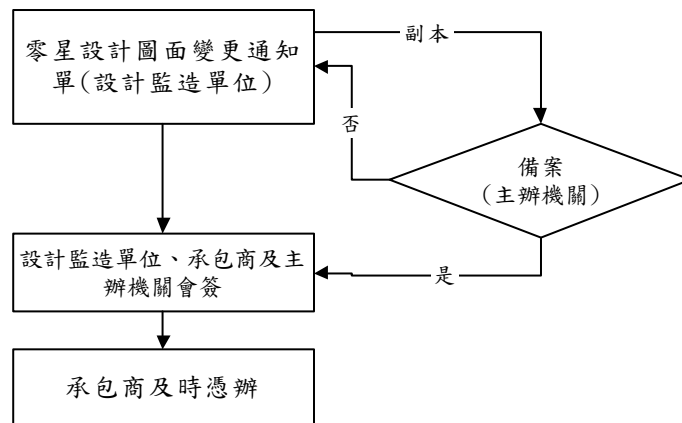 零星設計圖面變更通知
單(設計監造單位)
副本
否
備案
(主辦機關)
設計監造單位、承包商及主
辦機關會簽
是
承包商及時憑辦